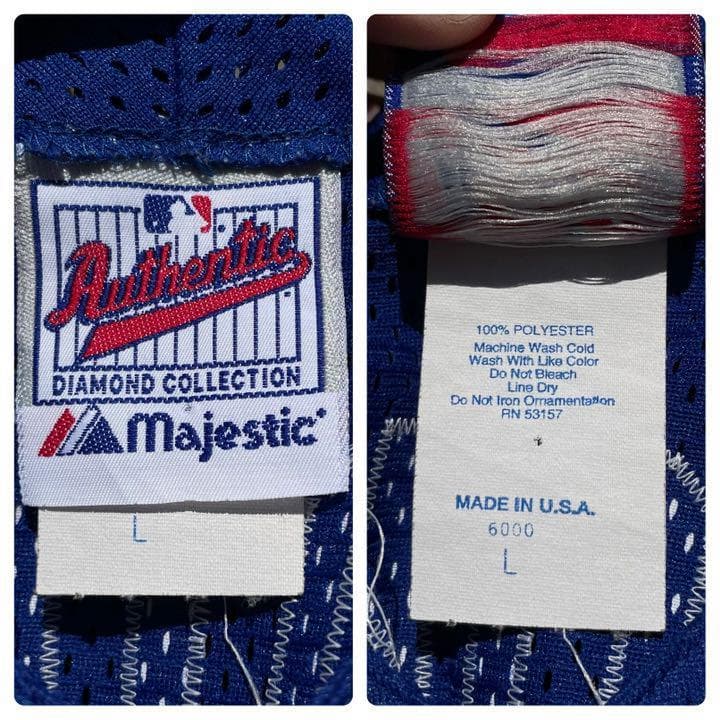 Authentic
DIAMOND COLLECTION
Majestic
L
100% POLYESTER
Machine Wash Cold
Wash With Like Color
Do Not Bleach
Line Dry
Do Not Iron Ornamentation
RN 53157
MADE IN U.S.A.
6000
L